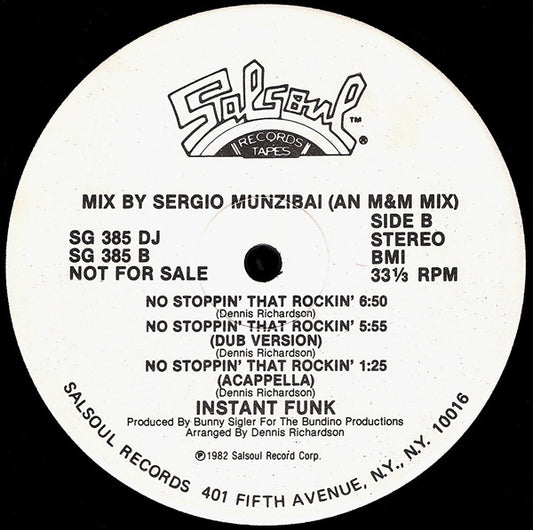 Salsoul ™
RECORDS ®
TAPES
MIX BY SERGIO MUNZIBAI (AN M&M MIX)
SIDE B
SG 385 DJ STEREO
SG 385 B BMI
NOT FOR SALE 33⅓ RPM
NO STOPPIN' THAT ROCKIN' 6:50
(Dennis Richardson)
NO STOPPIN' THAT ROCKIN' 5:55
(DUB VERSION)
(Dennis Richardson)
NO STOPPIN' THAT ROCKIN' 1:25
(ACAPPELLA)
(Dennis Richardson)
INSTANT FUNK
Produced By Bunny Sigler For The Bundino Productions
Arranged By Dennis Richardson
℗ 1982 Salsoul Record Corp.
SALSOUL RECORDS 401 FIFTH AVENUE, N.Y., N.Y. 10016